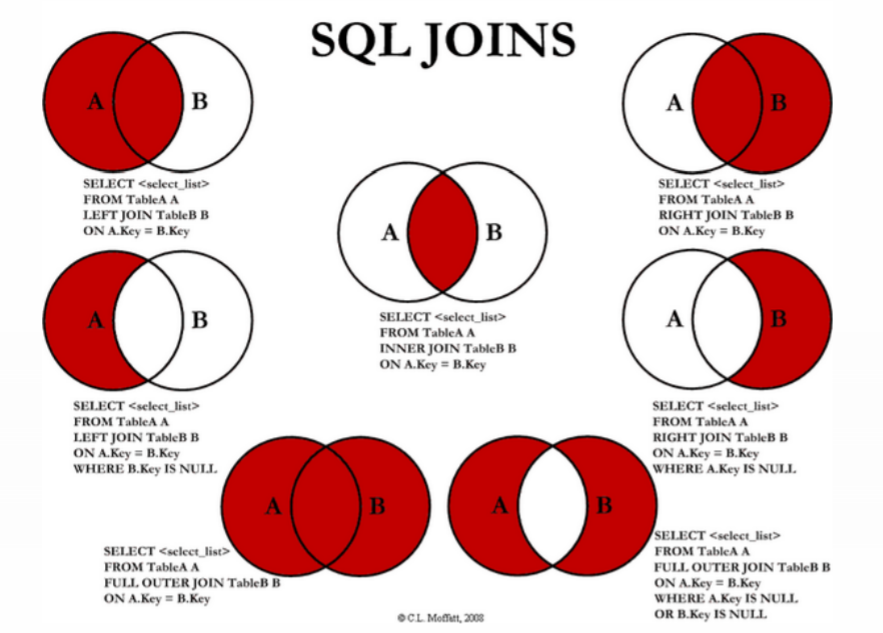 SQL JOINS
A B
SELECT <select_list>
FROM TableA A
LEFT JOIN TableB B
ON A.Key = B.Key
A B
SELECT <select_list>
FROM TableA A
RIGHT JOIN TableB B
ON A.Key = B.Key
A B
SELECT <select_list>
FROM TableA A
INNER JOIN TableB B
ON A.Key = B.Key
A B
SELECT <select_list>
FROM TableA A
LEFT JOIN TableB B
ON A.Key = B.Key
WHERE B.Key IS NULL
A B
SELECT <select_list>
FROM TableA A
RIGHT JOIN TableB B
ON A.Key = B.Key
WHERE A.Key IS NULL
A B
SELECT <select_list>
FROM TableA A
FULL OUTER JOIN TableB B
ON A.Key = B.Key
A B
SELECT <select_list>
FROM TableA A
FULL OUTER JOIN TableB B
ON A.Key = B.Key
WHERE A.Key IS NULL
OR B.Key IS NULL
© C.L. Moffatt, 2008